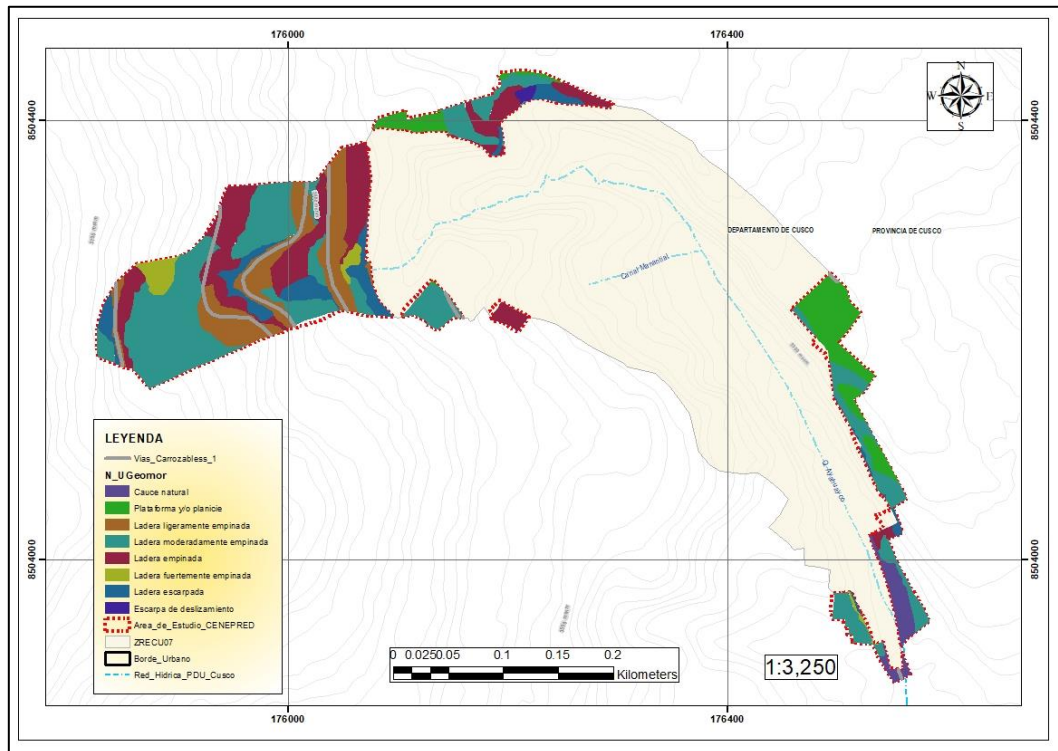 176000
176400
N
W
E
S
8504400
8504400
DEPARTAMENTO DE CUSCO
PROVINCIA DE CUSCO
Canal Manantial
LEYENDA
Vias_Carrozabless_1
N_UGeomor
Cauce natural
Plataforma y/o planicie
Ladera ligeramente empinada
Ladera moderadamente empinada
Ladera empinada
Ladera fuertemente empinada
Ladera escarpada
Escarpa de deslizamiento
Area_de_Estudio_CENEPRED
ZRECU07
Borde_Urbano
Red_Hidrica_PDU_Cusco
8504000
8504000
0 0.0250.05 0.1 0.15 0.2
Kilometers
1:3,250
176000
176400